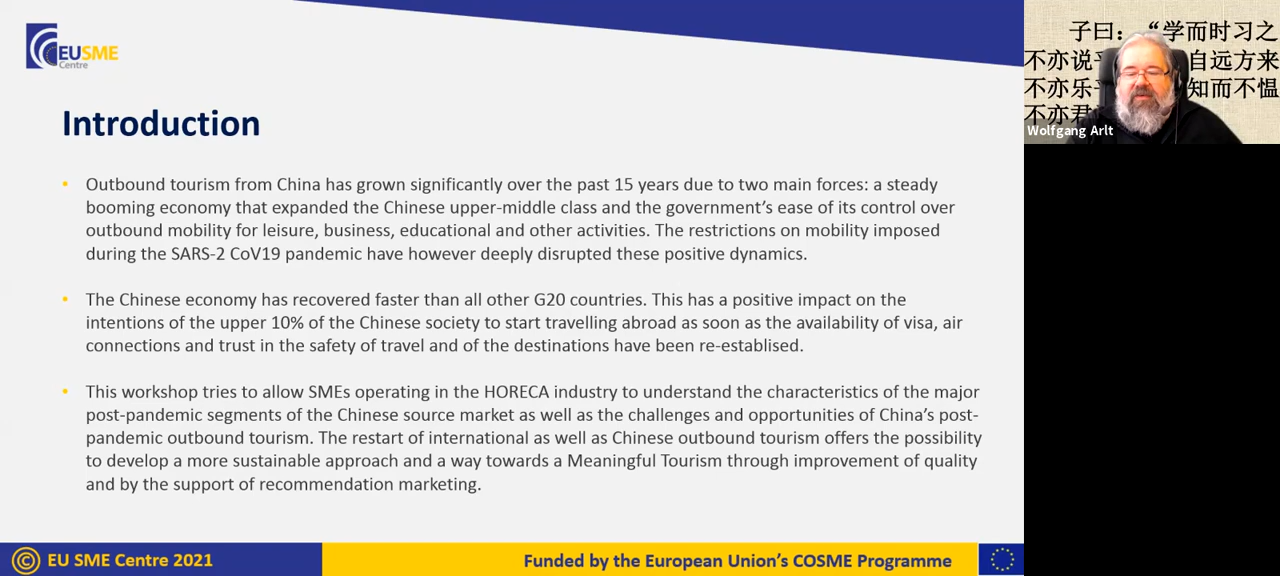 EUSME
Centre
Introduction
• Outbound tourism from China has grown significantly over the past 15 years due to two main forces: a steady
booming economy that expanded the Chinese upper-middle class and the government's ease of its control over
outbound mobility for leisure, business, educational and other activities. The restrictions on mobility imposed
during the SARS-2 CoV19 pandemic have however deeply disrupted these positive dynamics.
• The Chinese economy has recovered faster than all other G20 countries. This has a positive impact on the
intentions of the upper 10% of the Chinese society to start travelling abroad as soon as the availability of visa, air
connections and trust in the safety of travel and of the destinations have been re-establised.
• This workshop tries to allow SMEs operating in the HORECA industry to understand the characteristics of the major
post-pandemic segments of the Chinese source market as well as the challenges and opportunities of China's post-
pandemic outbound tourism. The restart of international as well as Chinese outbound tourism offers the possibility
to develop a more sustainable approach and a way towards a Meaningful Tourism through improvement of quality
and by the support of recommendation marketing.
© EU SME Centre 2021
Funded by the European Union's COSME Programme
子曰：“学而时习之
不亦说 自远方来
不亦乐 知而不愠
不亦君
Wolfgang Arlt